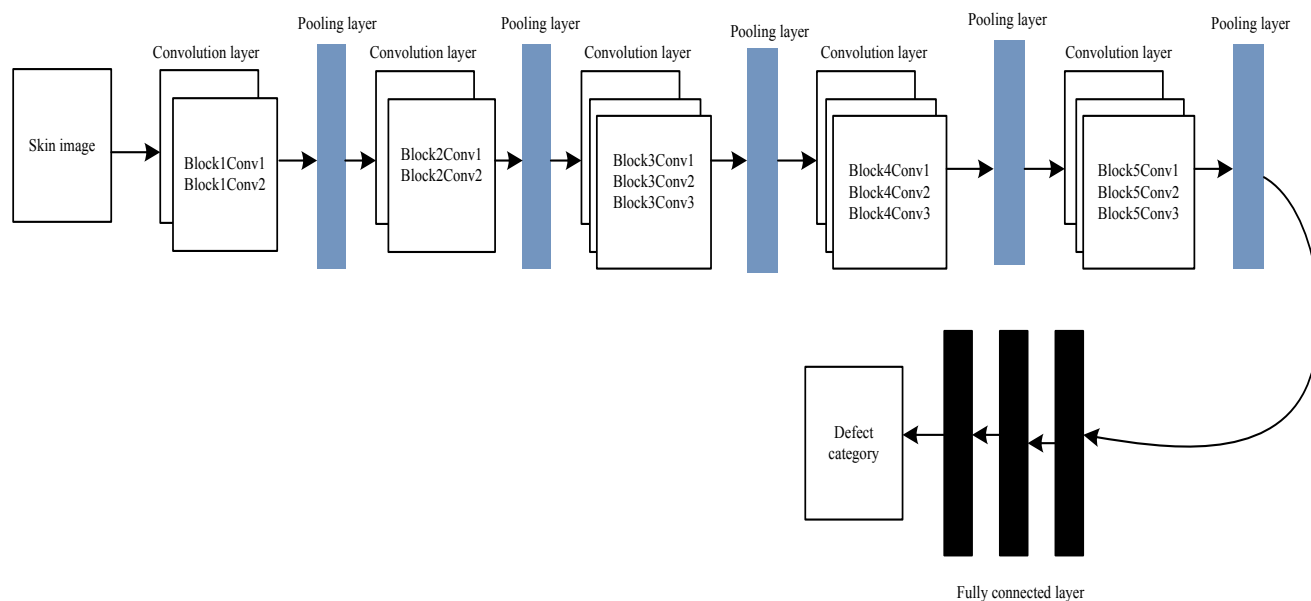 Pooling layer
Pooling layer
Pooling layer
Pooling layer
Pooling layer
Convolution layer
Convolution layer
Convolution layer
Convolution layer
Convolution layer
Skin image
Block1Conv1
Block1Conv2
Block2Conv1
Block2Conv2
Block3Conv1
Block3Conv2
Block3Conv3
Block4Conv1
Block4Conv2
Block4Conv3
Block5Conv1
Block5Conv2
Block5Conv3
Defect
category
Fully connected layer